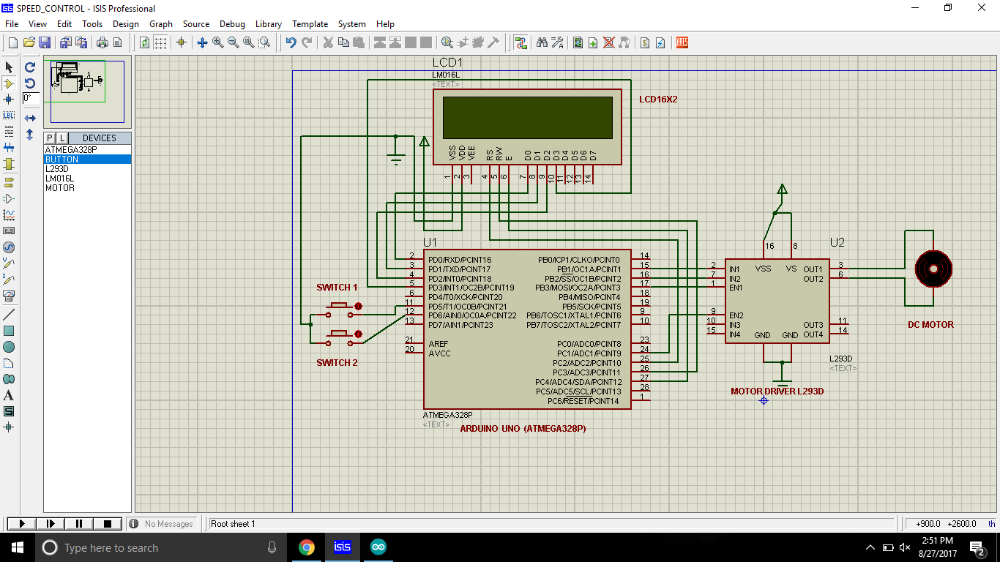 SPEED_CONTROL - ISIS Professional
File View Edit Tools Design Graph Source Debug Library Template System Help
LBL
0°
P L DEVICES
ATMEGA328P
BUTTON
L293D
LM016L
MOTOR
A
S
ARES
LCD1
LM016L
<TEXT>
LCD16X2
VSS VDD VEE RS RW E D0 D1 D2 D3 D4 D5 D6 D7
1 2 3 4 5 6 7 8 9 10 11 12 13 14
U1
2 PD0/RXD/PCINT16 PB0/ICP1/CLKO/PCINT0 14
3 PD1/TXD/PCINT17 PB1/OC1A/PCINT1 15
4 PD2/INT0/PCINT18 PB2/SS/OC1B/PCINT2 16
5 PD3/INT1/OC2B/PCINT19 PB3/MOSI/OC2A/PCINT3 17
6 PD4/T0/XCK/PCINT20 PB4/MISO/PCINT4 18
11 PD5/T1/OC0B/PCINT21 PB5/SCK/PCINT5 19
12 PD6/AIN0/OC0A/PCINT22 PB6/TOSC1/XTAL1/PCINT6 9
13 PD7/AIN1/PCINT23 PB7/TOSC2/XTAL2/PCINT7 10
21 AREF PC0/ADC0/PCINT8 23
20 AVCC PC1/ADC1/PCINT9 24
PC2/ADC2/PCINT10 25
PC3/ADC3/PCINT11 26
PC4/ADC4/SDA/PCINT12 27
PC5/ADC5/SCL/PCINT13 28
PC6/RESET/PCINT14 1
ATMEGA328P
<TEXT>
ARDUINO UNO (ATMEGA328P)
SWITCH 1
SWITCH 2
U2
16 8
VSS VS
2 IN1 OUT1 3
7 IN2 OUT2 6
1 EN1
9 EN2
10 IN3 OUT3 11
15 IN4 OUT4 14
GND GND
L293D
<TEXT>
MOTOR DRIVER L293D
DC MOTOR
No Messages
Root sheet 1
+900.0 +2600.0 th
Type here to search
isis
2:51 PM
8/27/2017
2